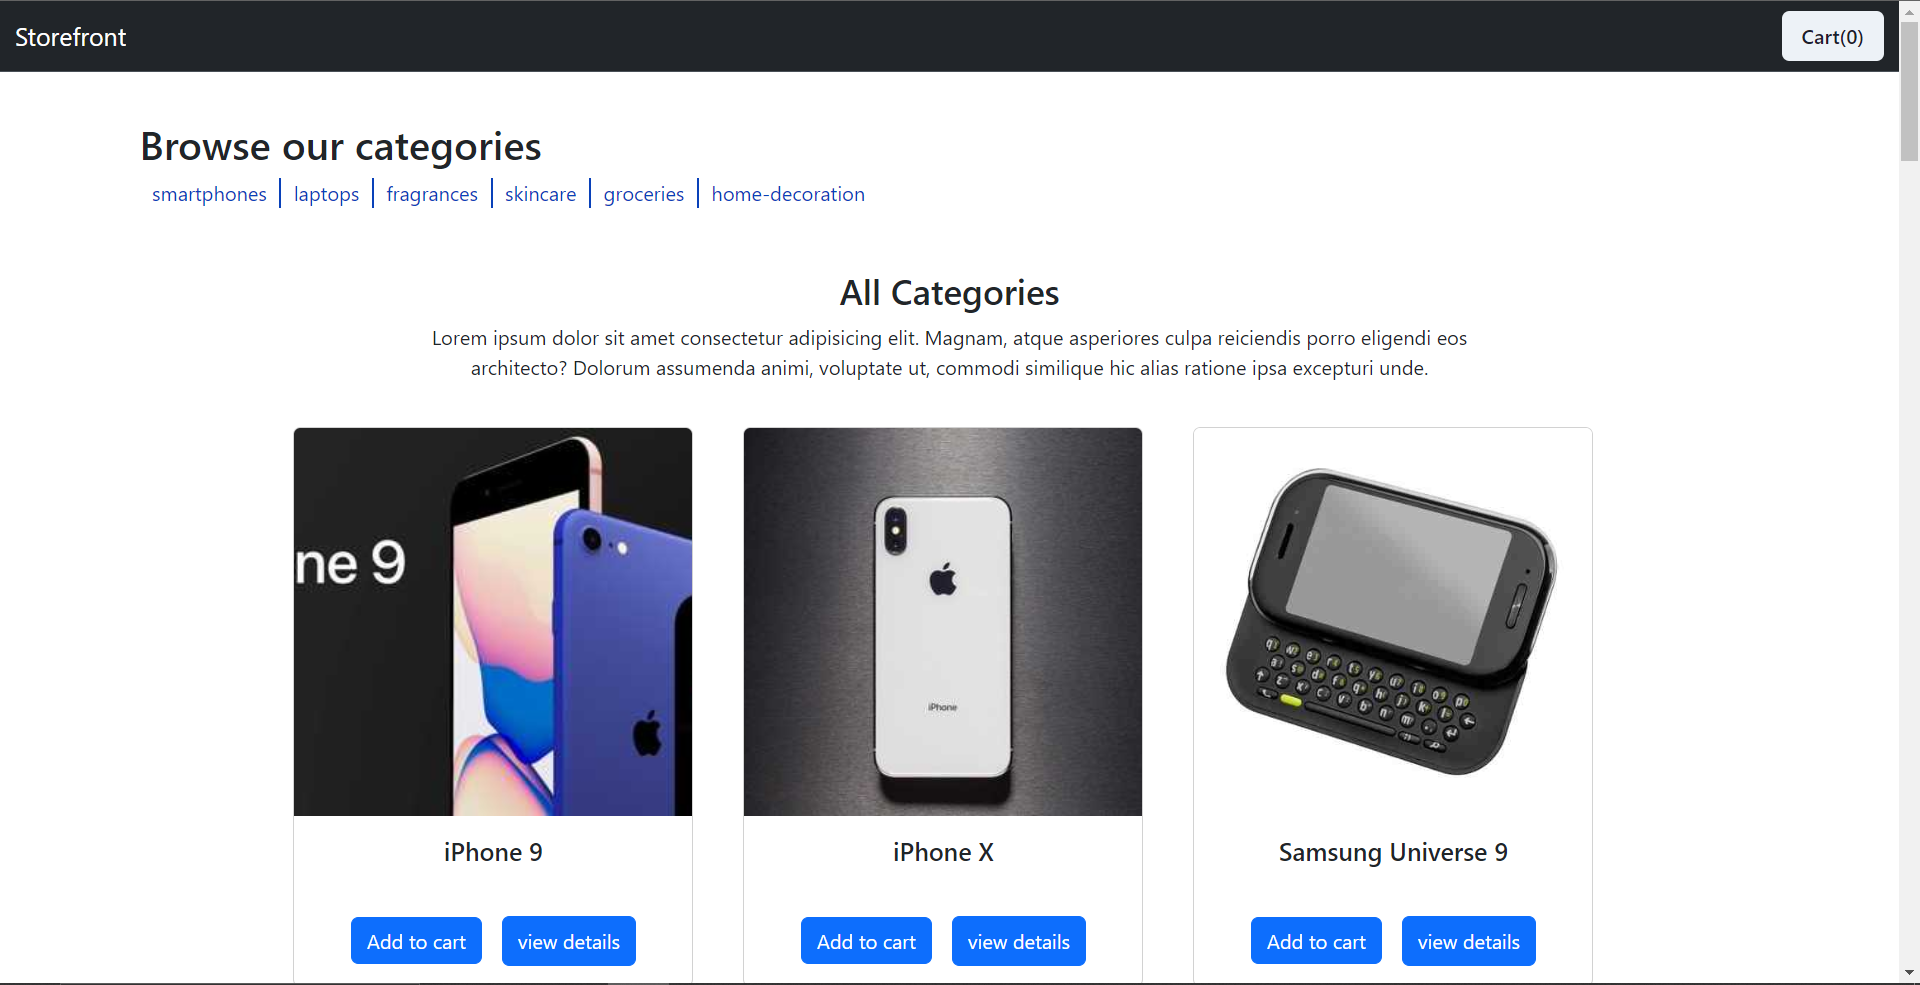 Storefront
Cart(0)
Browse our categories
smartphones laptops fragrances skincare groceries home-decoration
All Categories
Lorem ipsum dolor sit amet consectetur adipisicing elit. Magnam, atque asperiores culpa reiciendis porro eligendi eos
architecto? Dolorum assumenda animi, voluptate ut, commodi similique hic alias ratione ipsa excepturi unde.
ne 9
iPhone
iPhone 9
iPhone X
Samsung Universe 9
Add to cart view details
Add to cart view details
Add to cart view details